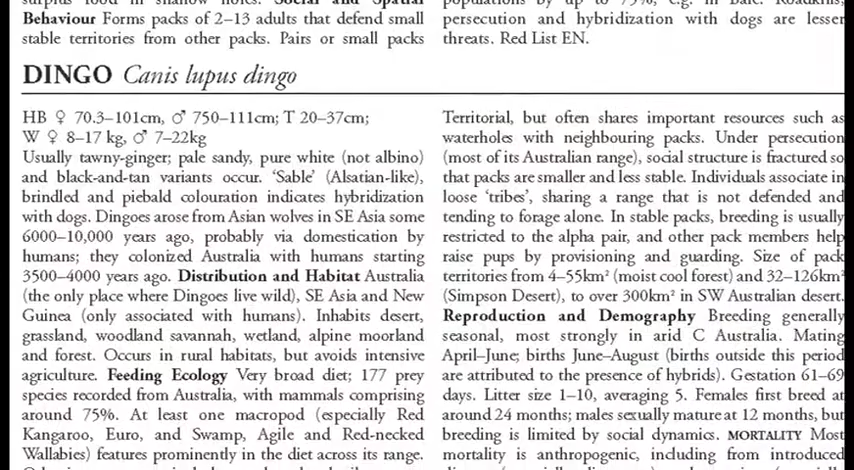 Behaviour Forms packs of 2–13 adults that defend small
stable territories from other packs. Pairs or small packs
populations by up to 75%, e.g. in Bale. Roadkills,
persecution and hybridization with dogs are lesser
threats. Red List EN.
DINGO Canis lupus dingo
HB ♀ 70.3–101cm, ♂ 750–111cm; T 20–37cm;
W ♀ 8–17 kg, ♂ 7–22kg
Usually tawny-ginger; pale sandy, pure white (not albino)
and black-and-tan variants occur. ‘Sable’ (Alsatian-like),
brindled and piebald colouration indicates hybridization
with dogs. Dingoes arose from Asian wolves in SE Asia some
6000–10,000 years ago, probably via domestication by
humans; they colonized Australia with humans starting
3500–4000 years ago. Distribution and Habitat Australia
(the only place where Dingoes live wild), SE Asia and New
Guinea (only associated with humans). Inhabits desert,
grassland, woodland savannah, wetland, alpine moorland
and forest. Occurs in rural habitats, but avoids intensive
agriculture. Feeding Ecology Very broad diet; 177 prey
species recorded from Australia, with mammals comprising
around 75%. At least one macropod (especially Red
Kangaroo, Euro, and Swamp, Agile and Red-necked
Wallabies) features prominently in the diet across its range.
Territorial, but often shares important resources such as
waterholes with neighbouring packs. Under persecution
(most of its Australian range), social structure is fractured so
that packs are smaller and less stable. Individuals associate in
loose ‘tribes’, sharing a range that is not defended and
tending to forage alone. In stable packs, breeding is usually
restricted to the alpha pair, and other pack members help
raise pups by provisioning and guarding. Size of pack
territories from 4–55km² (moist cool forest) and 32–126km²
(Simpson Desert), to over 300km² in SW Australian desert.
Reproduction and Demography Breeding generally
seasonal, most strongly in arid C Australia. Mating
April–June; births June–August (births outside this period
are attributed to the presence of hybrids). Gestation 61–69
days. Litter size 1–10, averaging 5. Females first breed at
around 24 months; males sexually mature at 12 months, but
breeding is limited by social dynamics. MORTALITY Most
mortality is anthropogenic, including from introduced